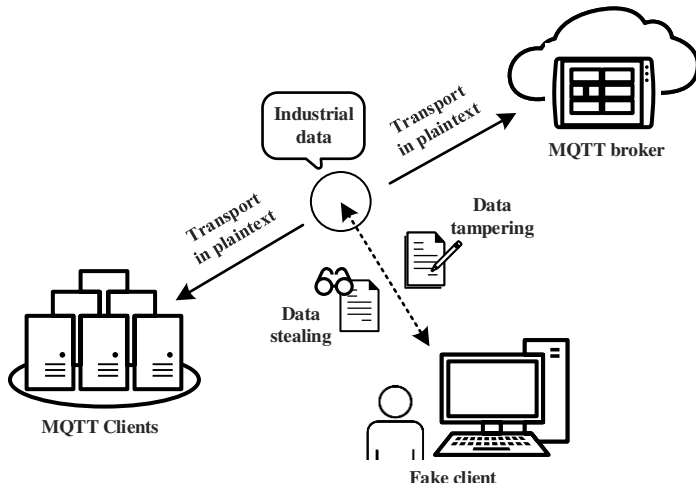 Industrial
data
Transport
in plaintext
MQTT broker
Data
tampering
Transport
in plaintext
Data
stealing
MQTT Clients
Fake client